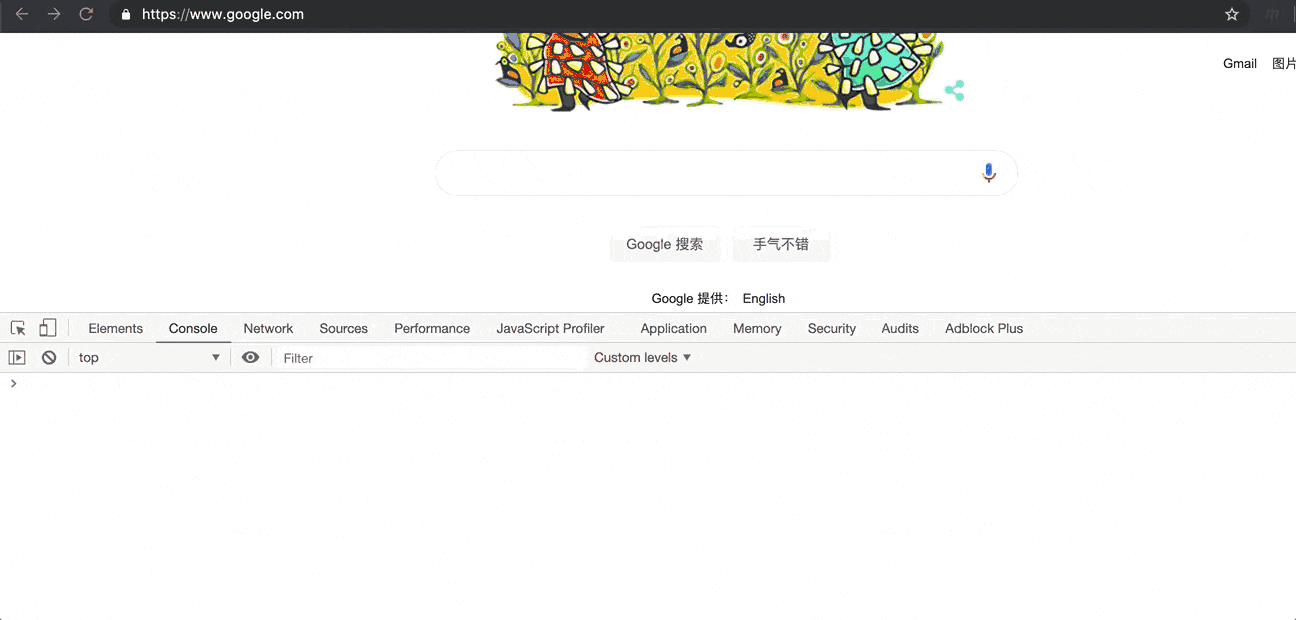 https://www.google.com
Gmail 图片
Google 搜索 手气不错
Google 提供： English
Elements Console Network Sources Performance JavaScript Profiler Application Memory Security Audits Adblock Plus
top Filter Custom levels